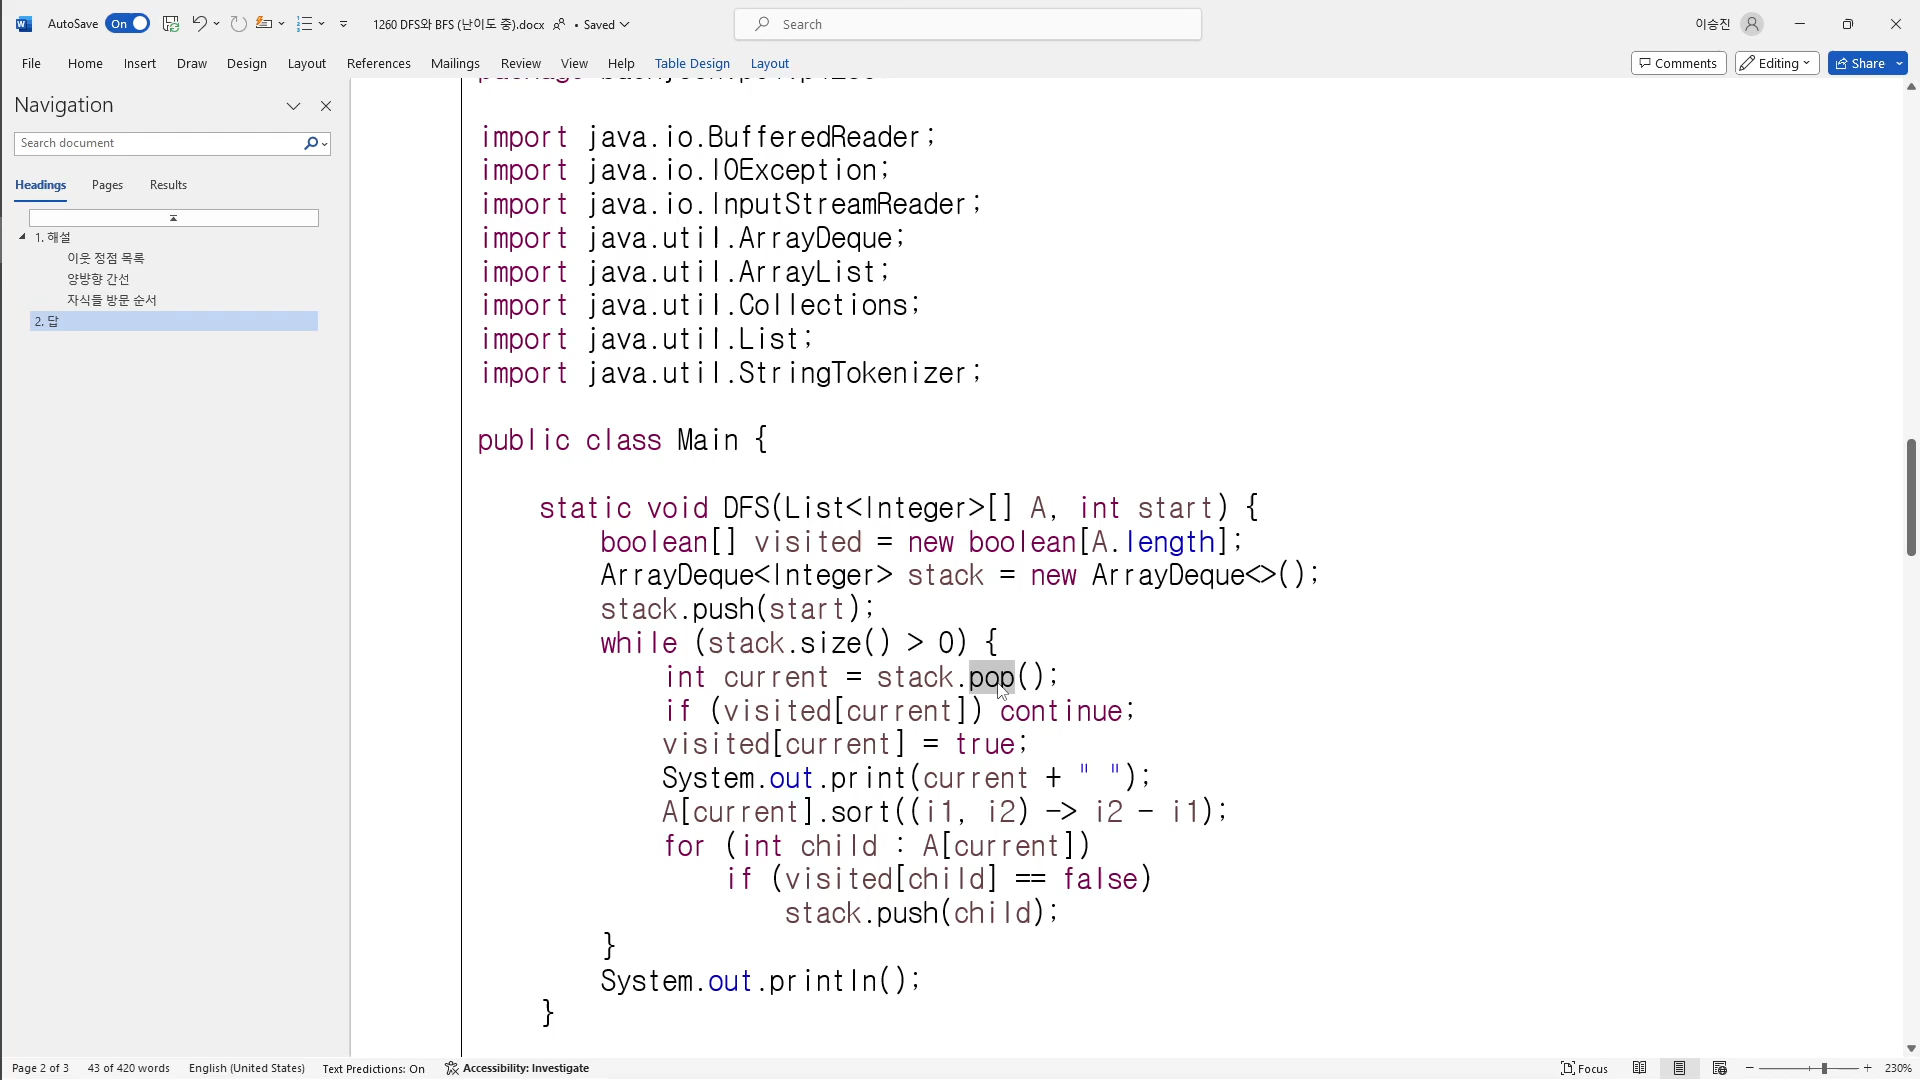 AutoSave On 1260 DFS와 BFS (난이도 중).docx • Saved Search 이승진
File Home Insert Draw Design Layout References Mailings Review View Help Table Design Layout Comments Editing Share
Navigation
Search document
Headings Pages Results
1. 해설
이웃 정점 목록
양뱡향 간선
자식들 방문 순서
2. 답
import java.io.BufferedReader;
import java.io.IOException;
import java.io.InputStreamReader;
import java.util.ArrayDeque;
import java.util.ArrayList;
import java.util.Collections;
import java.util.List;
import java.util.StringTokenizer;
public class Main {
static void DFS(List<Integer>[] A, int start) {
boolean[] visited = new boolean[A.length];
ArrayDeque<Integer> stack = new ArrayDeque<>();
stack.push(start);
while (stack.size() > 0) {
int current = stack.pop();
if (visited[current]) continue;
visited[current] = true;
System.out.print(current + " ");
A[current].sort((i1, i2) -> i2 - i1);
for (int child : A[current])
if (visited[child] == false)
stack.push(child);
}
System.out.println();
}
Page 2 of 3 43 of 420 words English (United States) Text Predictions: On Accessibility: Investigate Focus 230%